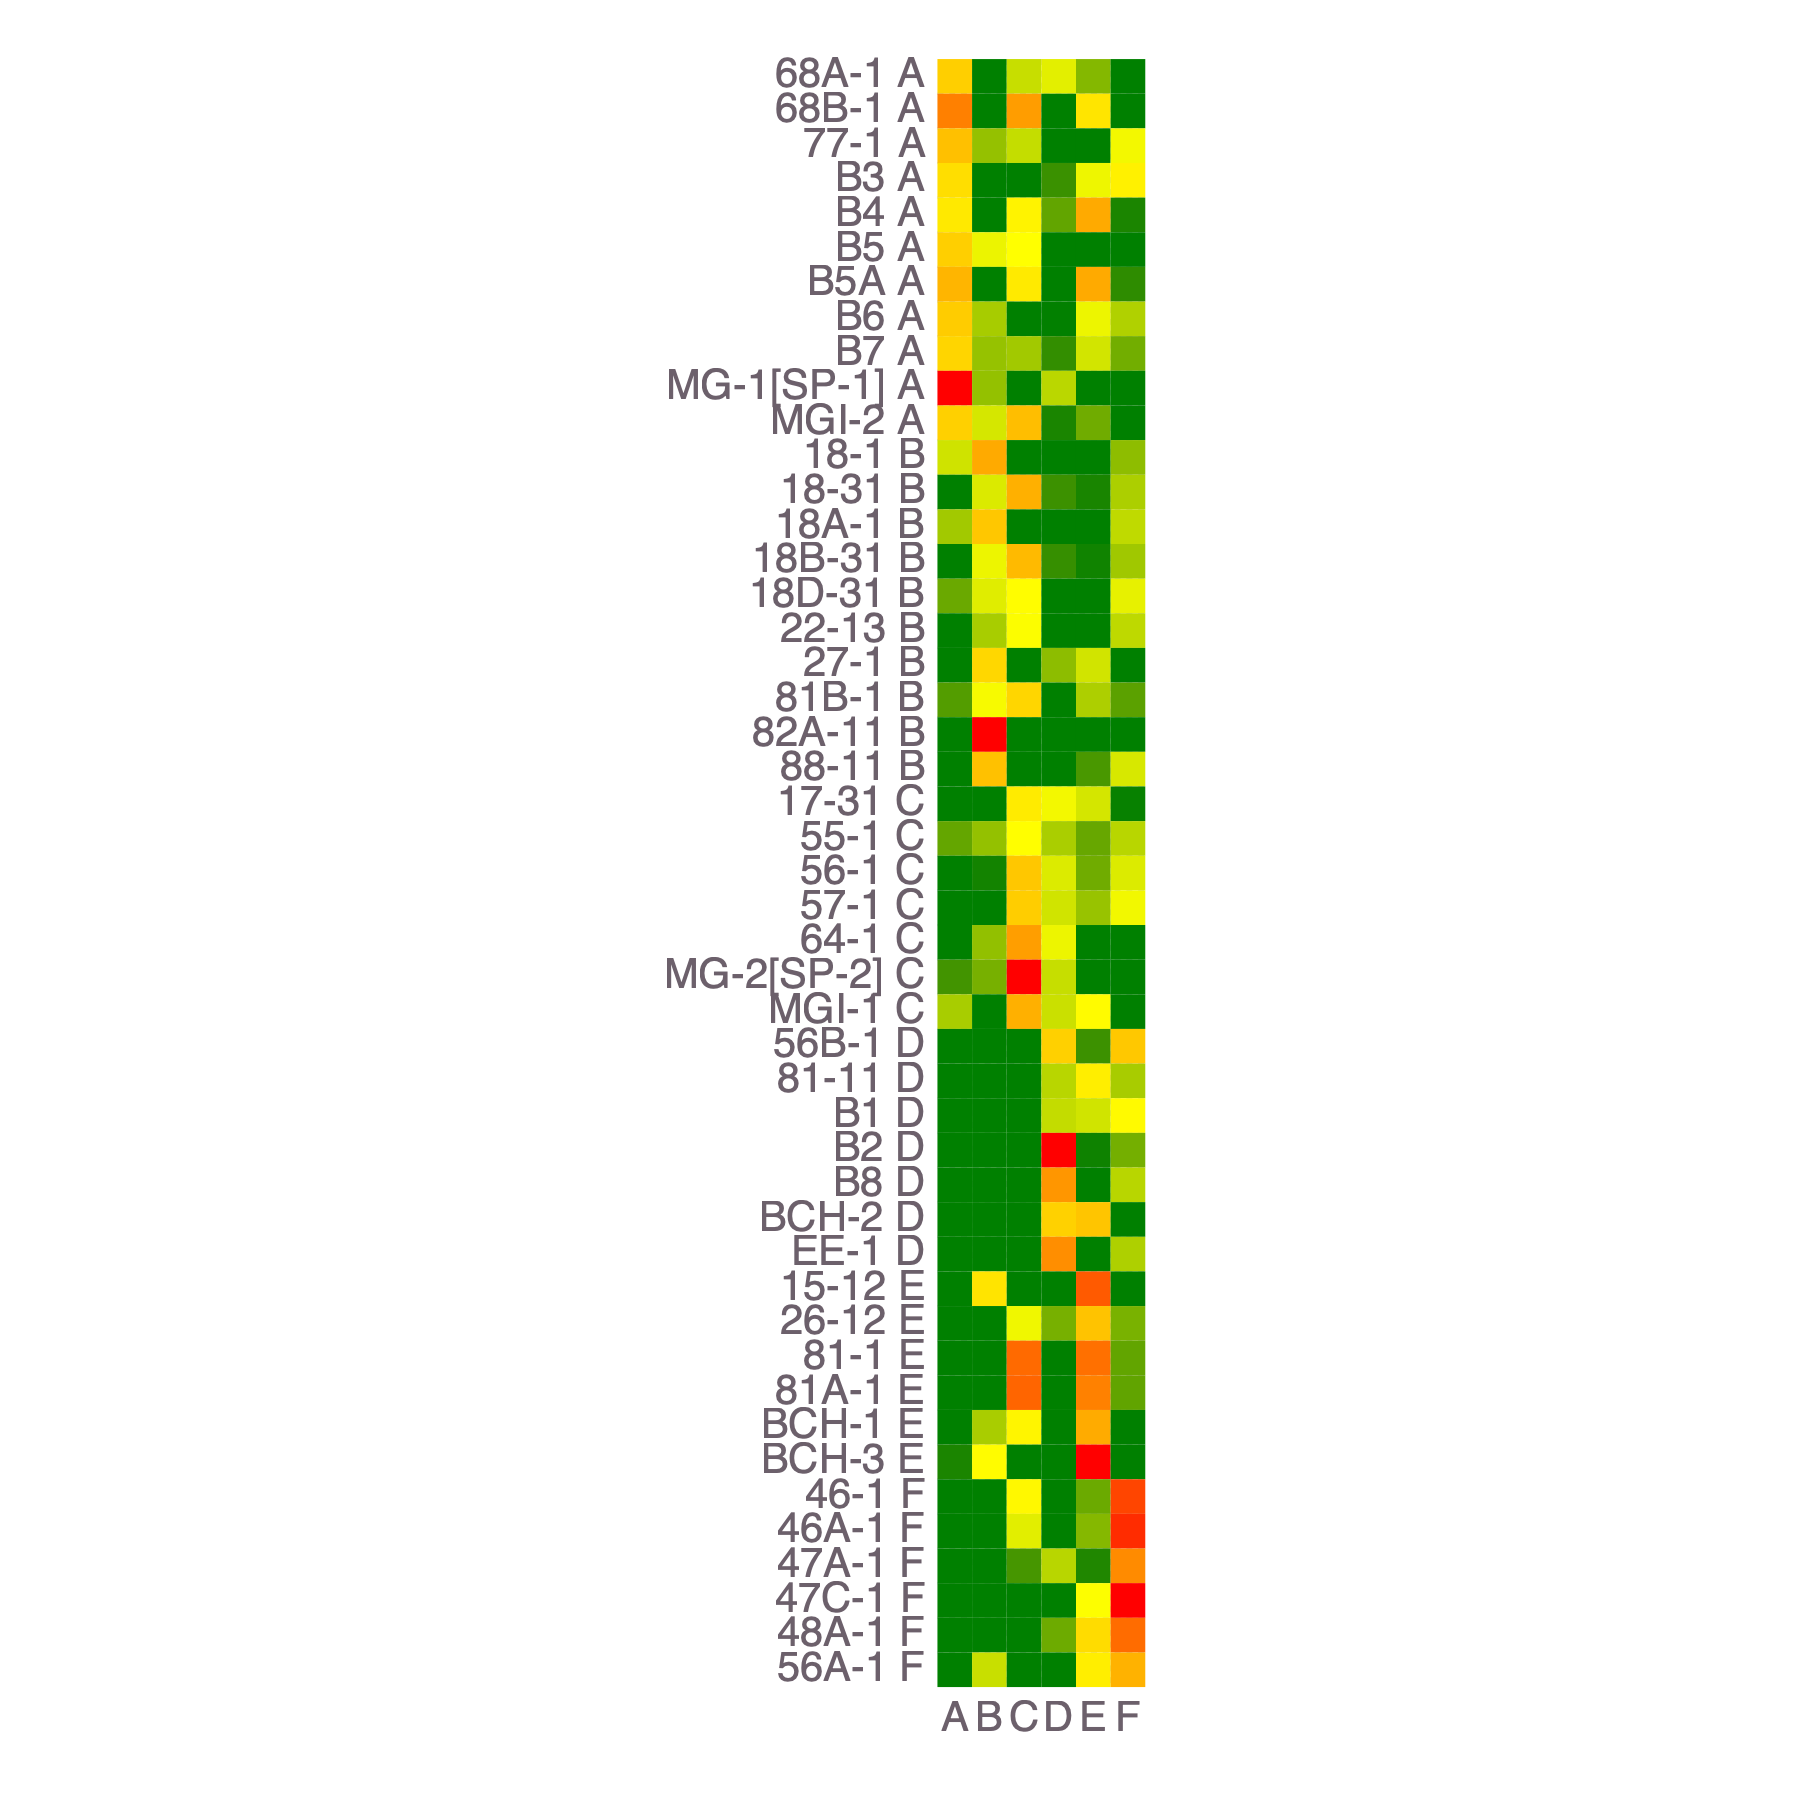 68A-1 A
68B-1 A
77-1 A
B3 A
B4 A
B5 A
B5A A
B6 A
B7 A
MG-1[SP-1] A
MGI-2 A
18-1 B
18-31 B
18A-1 B
18B-31 B
18D-31 B
22-13 B
27-1 B
81B-1 B
82A-11 B
88-11 B
17-31 C
55-1 C
56-1 C
57-1 C
64-1 C
MG-2[SP-2] C
MGI-1 C
56B-1 D
81-11 D
B1 D
B2 D
B8 D
BCH-2 D
EE-1 D
15-12 E
26-12 E
81-1 E
81A-1 E
BCH-1 E
BCH-3 E
46-1 F
46A-1 F
47A-1 F
47C-1 F
48A-1 F
56A-1 F
A B C D E F